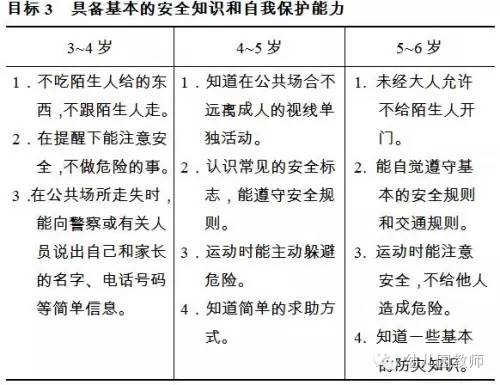 目标 3 具备基本的安全知识和自我保护能力
3~4 岁
4~5 岁
5~6 岁
1．不吃陌生人给的东
西，不跟陌生人走。
2．在提醒下能注意安
全，不做危险的事。
3．在公共场所走失时，
能向警察或有关人
员说出自己和家长
的名字、电话号码
等简单信息。
1．知道在公共场合不
远离成人的视线单
独活动。
2．认识常见的安全标
志，能遵守安全规
则。
3．运动时能主动躲避
危险。
4．知道简单的求助方
式。
1. 未经大人允许
不给陌生人开
门。
2. 能自觉遵守基
本的安全规则
和交通规则。
3. 运动时能注意
安全，不给他人
造成危险。
4. 知道一些基本
的防灾知识。
幼儿园教师